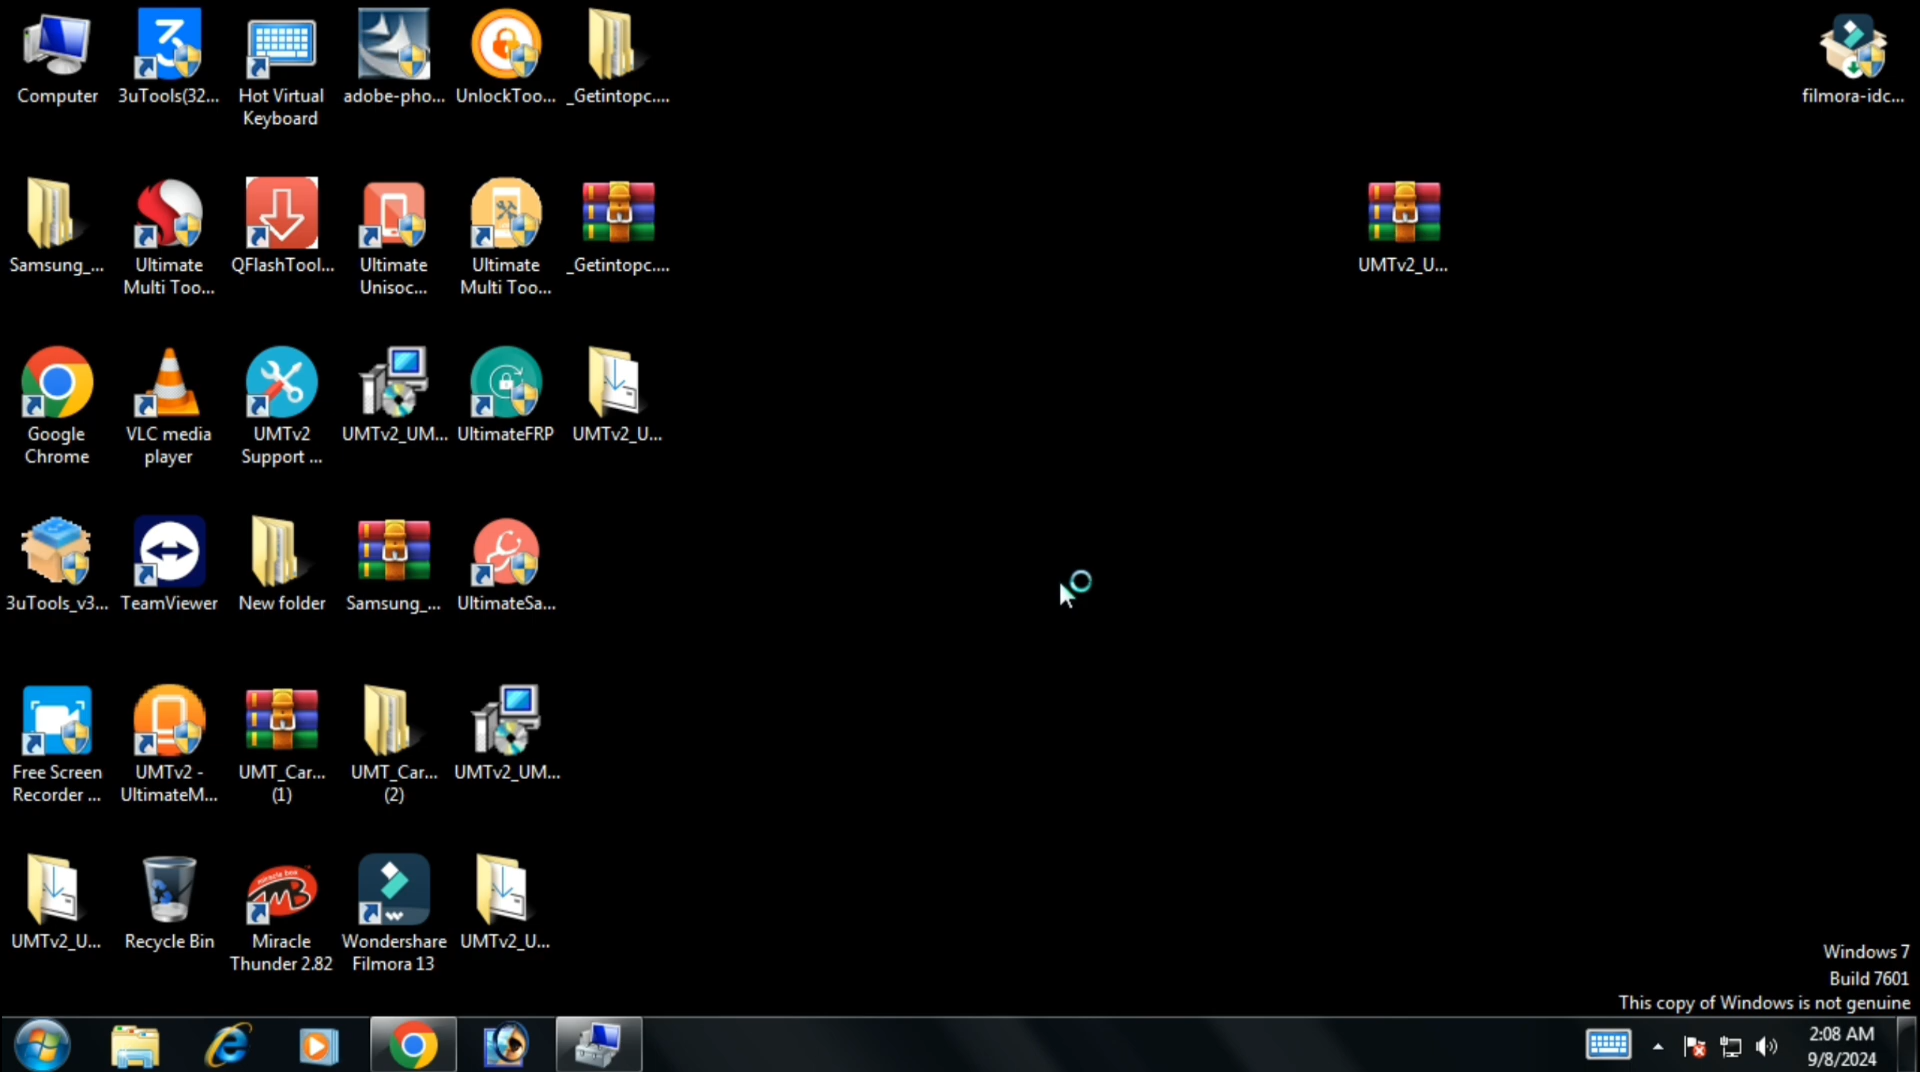 Computer
3uTools(32...
Hot Virtual
Keyboard
adobe-pho...
UnlockToo...
_Getintopc....
filmora-idc...
Samsung_...
Ultimate
Multi Too...
QFlashTool...
Ultimate
Unisoc...
Ultimate
Multi Too...
_Getintopc....
UMTv2_U...
Google
Chrome
VLC media
player
UMTv2
Support ...
UMTv2_UM...
UltimateFRP
UMTv2_U...
3uTools_v3...
TeamViewer
New folder
Samsung_...
UltimateSa...
Free Screen
Recorder ...
UMTv2 -
UltimateM...
UMT_Car...
(1)
UMT_Car...
(2)
UMTv2_UM...
UMTv2_U...
Recycle Bin
miracle box
Miracle
Thunder 2.82
Wondershare
Filmora 13
UMTv2_U...
Windows 7
Build 7601
This copy of Windows is not genuine
2:08 AM
9/8/2024